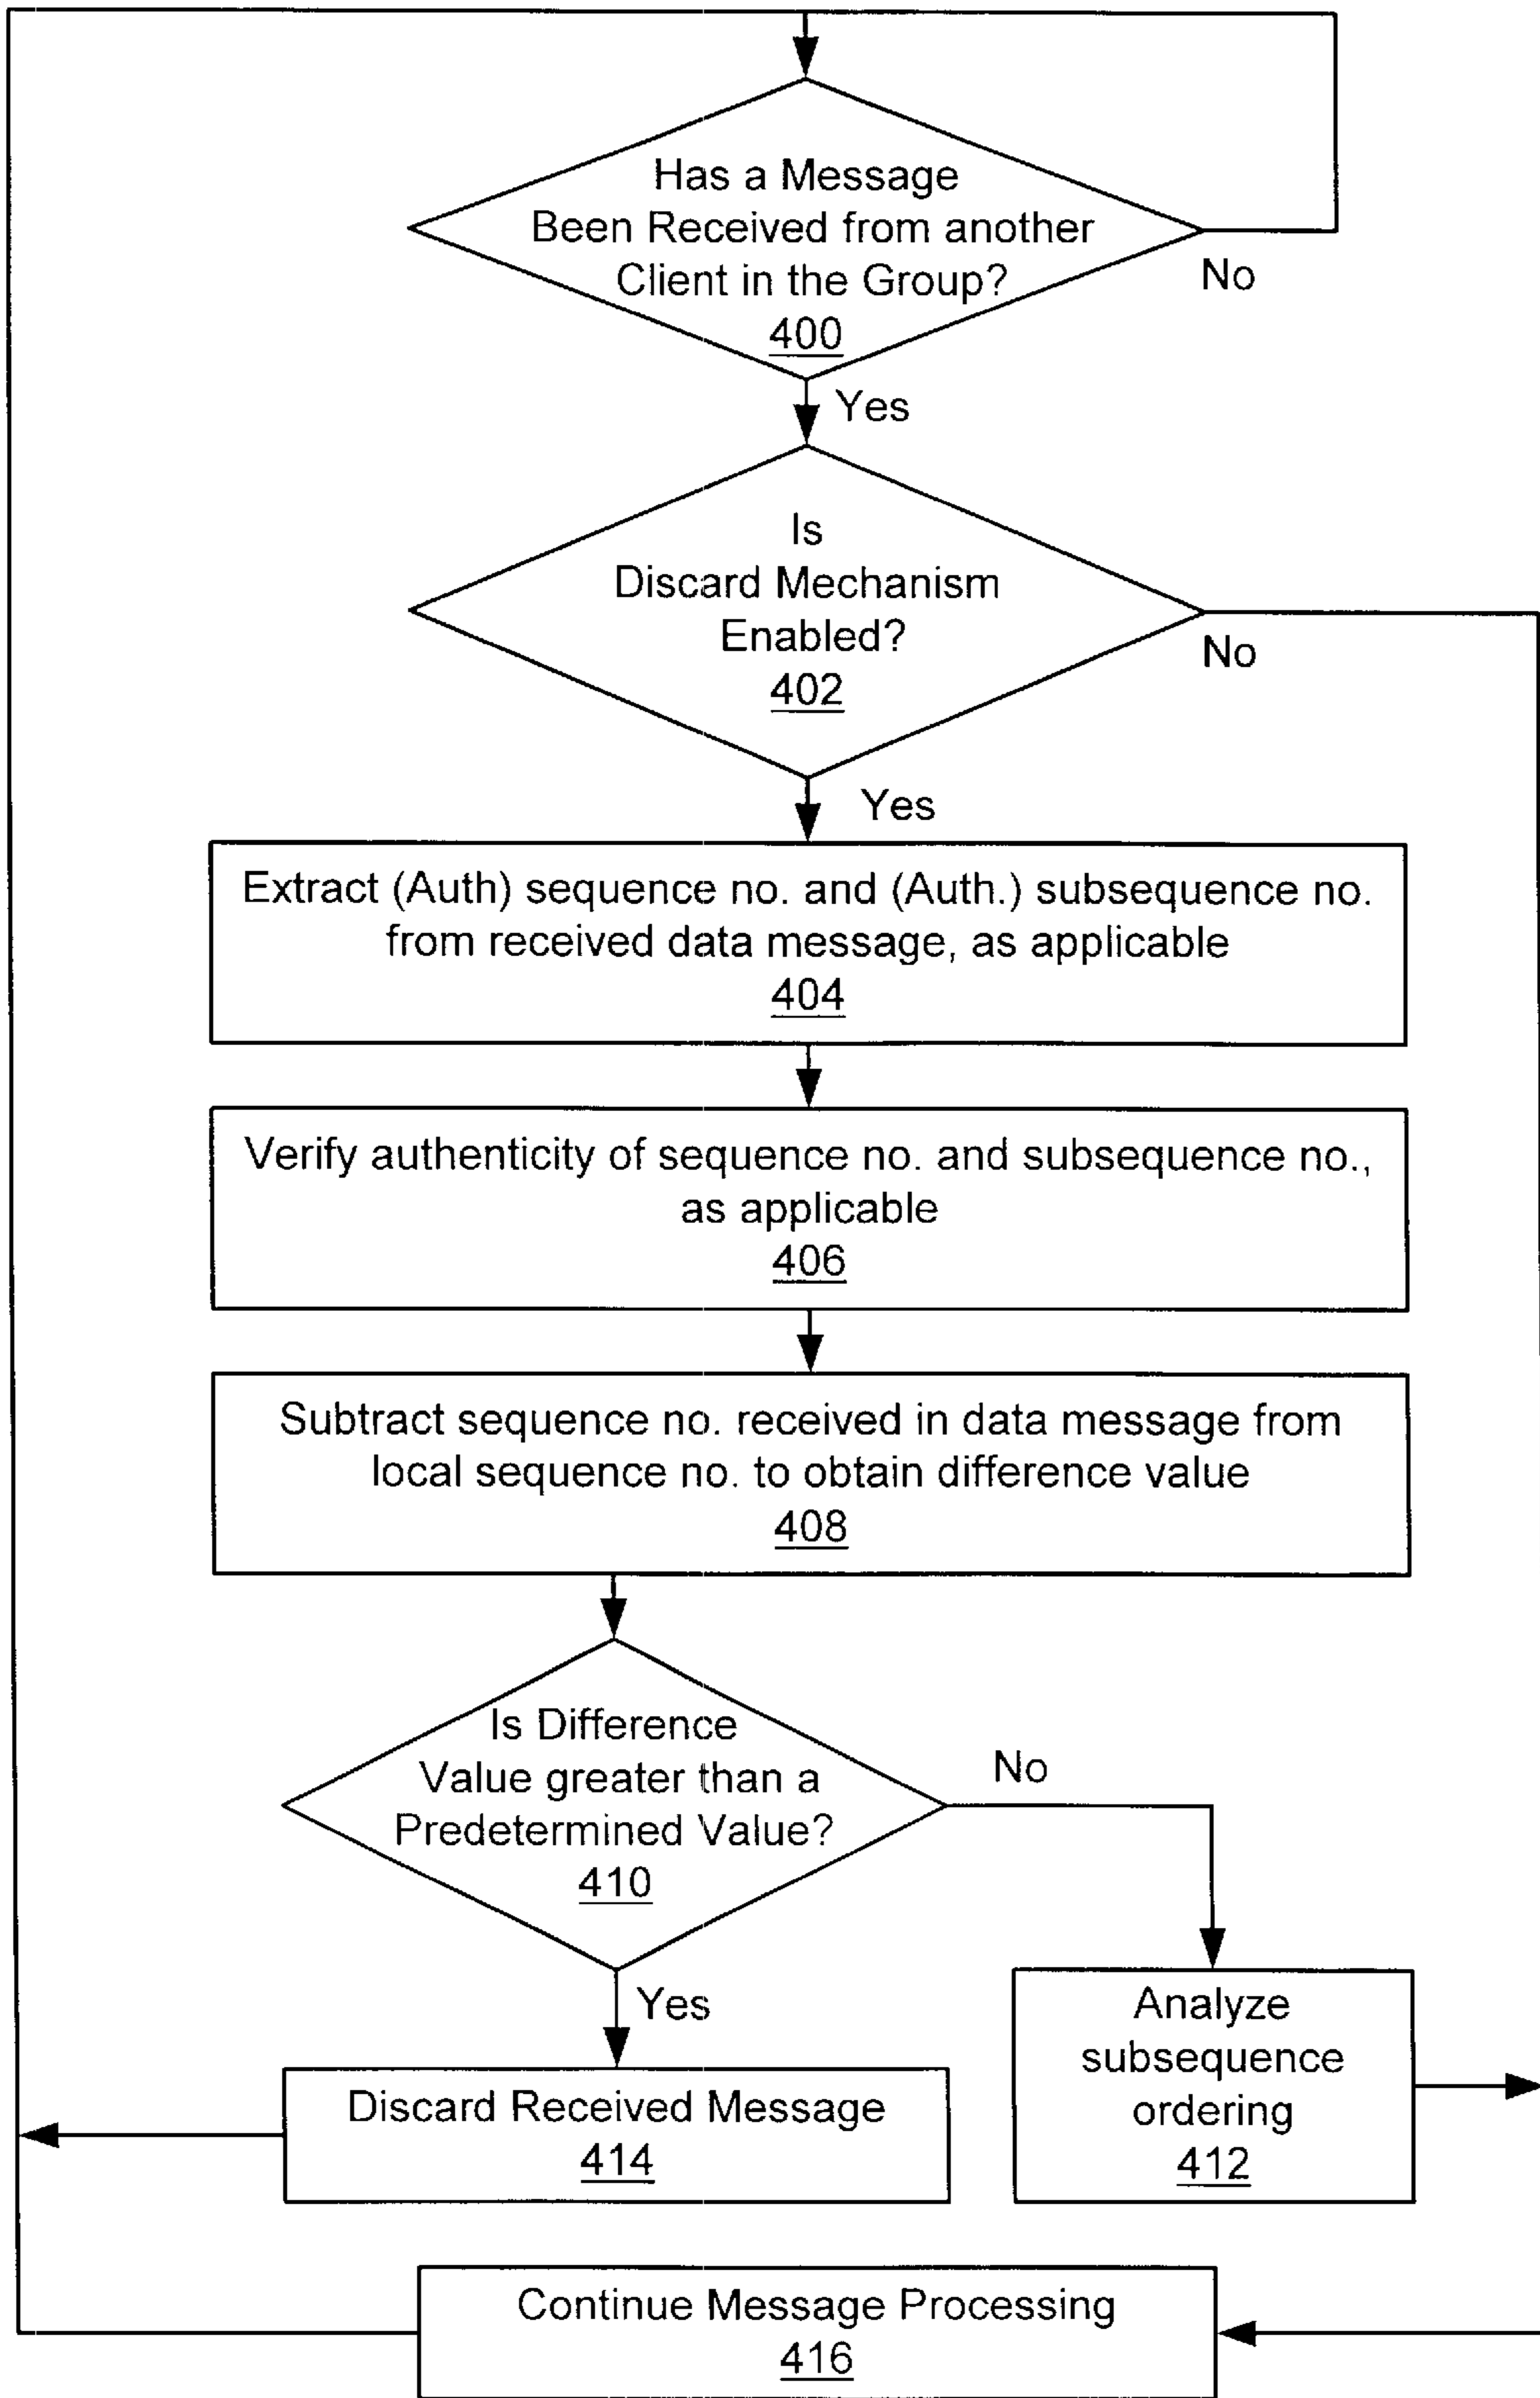 Has a Message
Been Received from another
Client in the Group?
400
No
Yes
Is
Discard Mechanism
Enabled?
402
No
Yes
Extract (Auth) sequence no. and (Auth.) subsequence no.
from received data message, as applicable
404
Verify authenticity of sequence no. and subsequence no.,
as applicable
406
Subtract sequence no. received in data message from
local sequence no. to obtain difference value
408
Is Difference
Value greater than a
Predetermined Value?
410
No
Yes
Analyze
subsequence
ordering
412
Discard Received Message
414
Continue Message Processing
416